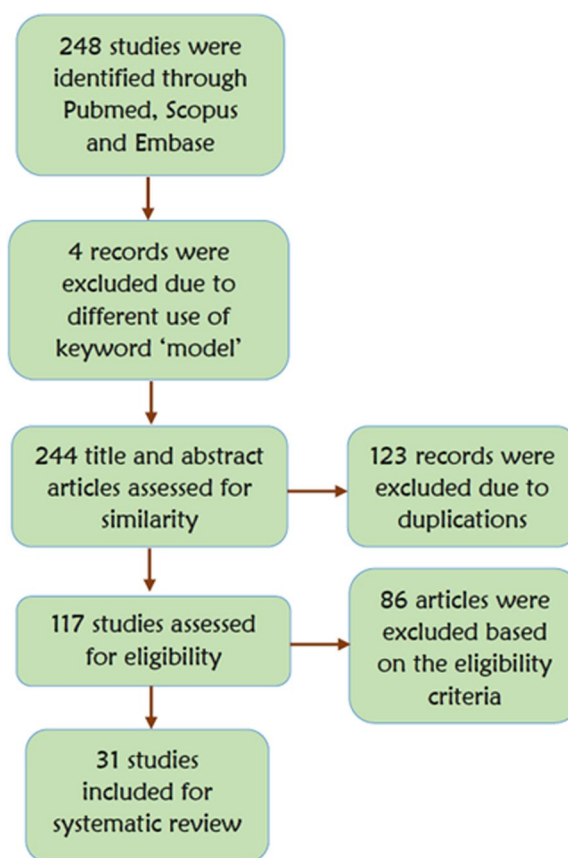 248 studies were
identified through
Pubmed, Scopus
and Embase
4 records were
excluded due to
different use of
keyword ‘model’
244 title and abstract
articles assessed for
similarity
123 records were
excluded due to
duplications
117 studies assessed
for eligibility
86 articles were
excluded based
on the eligibility
criteria
31 studies
included for
systematic review